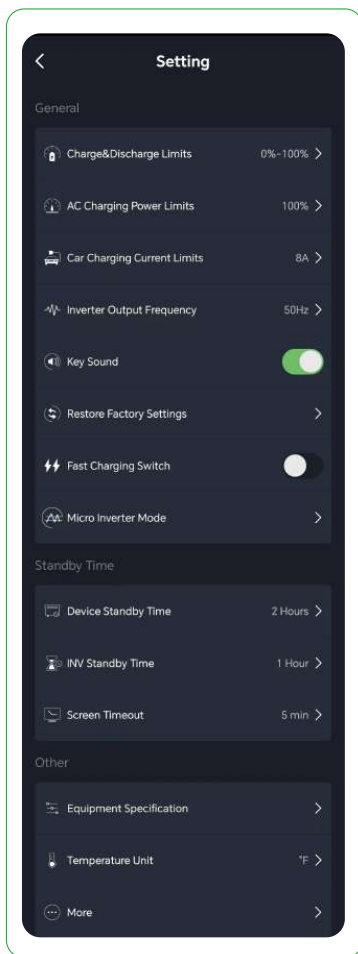 Setting
General
Charge&Discharge Limits 0%~100%
AC Charging Power Limits 100%
Car Charging Current Limits 8A
Inverter Output Frequency 50Hz
Key Sound
Restore Factory Settings
Fast Charging Switch
Micro Inverter Mode
Standby Time
Device Standby Time 2 Hours
INV Standby Time 1 Hour
Screen Timeout 5 min
Other
Equipment Specification
Temperature Unit °F
More